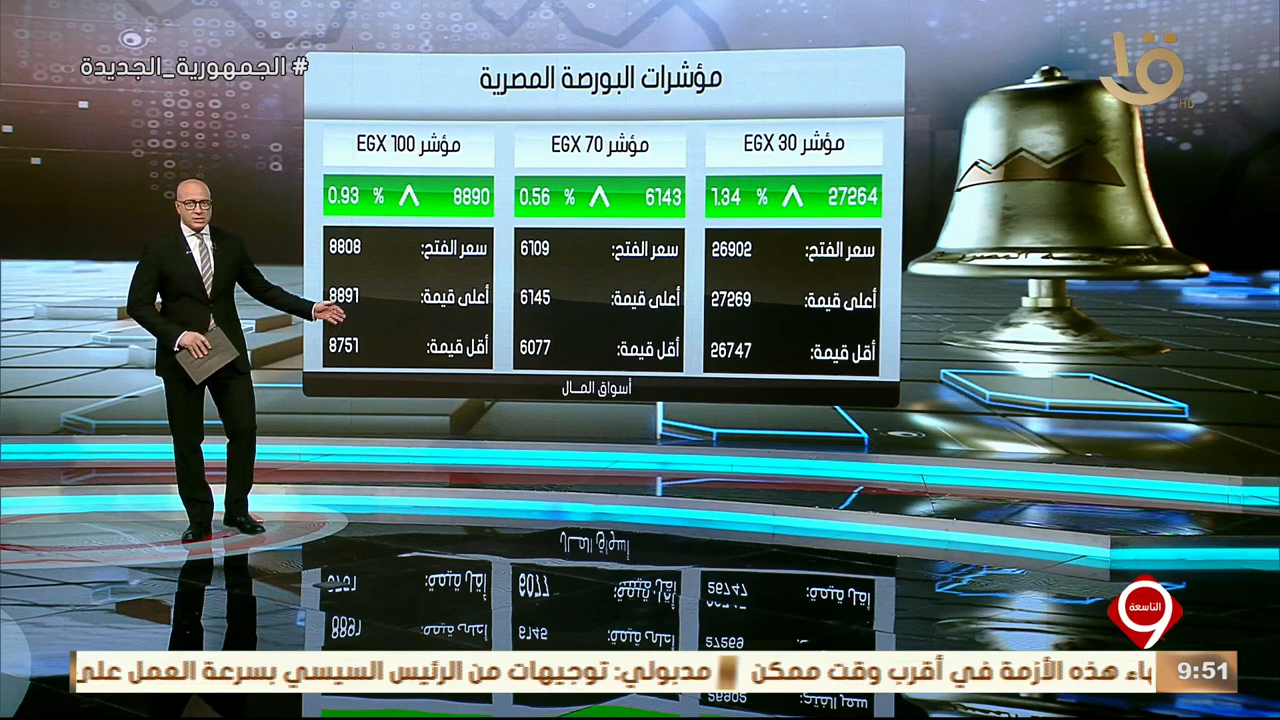 #الجمهورية_الجديدة
HD
مؤشرات البورصة المصرية
مؤشر EGX 30
27264 % 1.34
سعر الفتح: 26902
أعلى قيمة: 27269
أقل قيمة: 26747
مؤشر EGX 70
6143 % 0.56
سعر الفتح: 6109
أعلى قيمة: 6145
أقل قيمة: 6077
مؤشر EGX 100
8890 % 0.93
سعر الفتح: 8808
أعلى قيمة: 8891
أقل قيمة: 8751
أسواق المــال
التاسعة
9
9:51
هذه الأزمة في أقرب وقت ممكن
مدبولي: توجيهات من الرئيس السيسي بسرعة العمل على